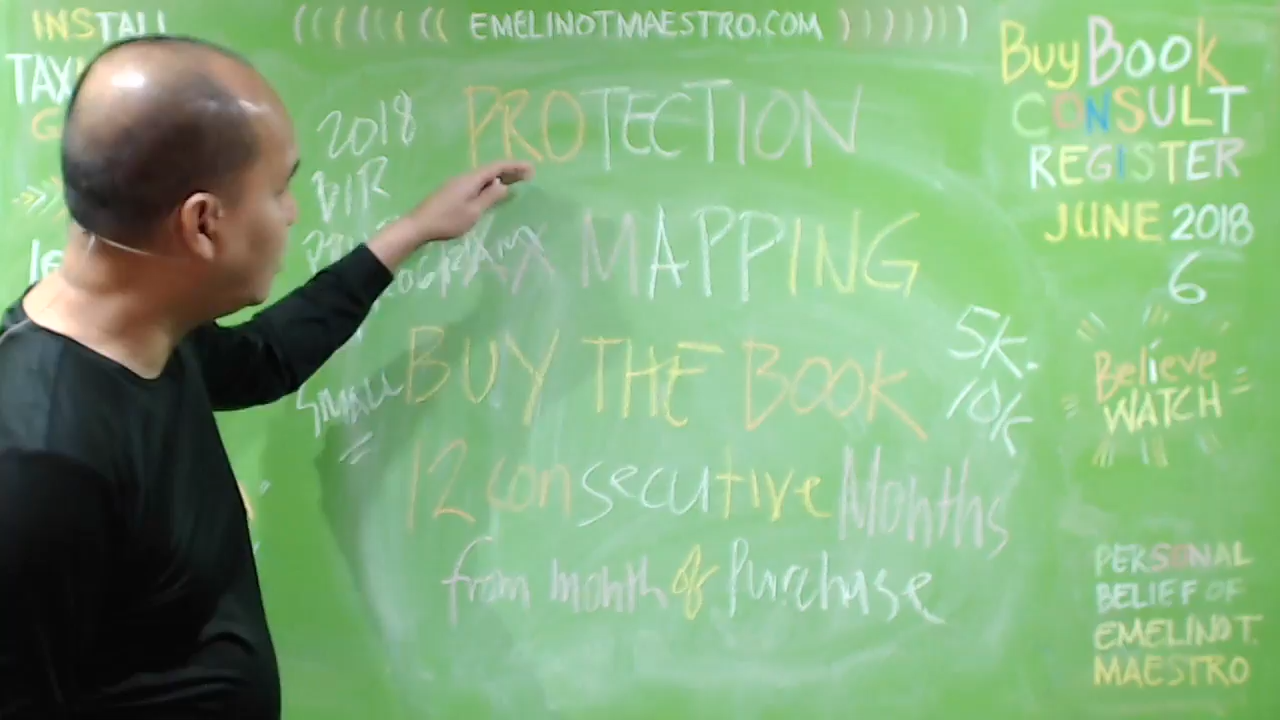 INSTALL
TAX
G
((((((( EMELINOTMAESTRO.COM )))))))
2018
BIR
PROTECTION
MAPPING
SMALL
BUY THE BOOK
5K.
10K
12 consecutive Months
from month of Purchase
Buy Book
CONSULT
REGISTER
JUNE 2018
6
Believe
WATCH
PERSONAL
BELIEF OF
EMELINO T.
MAESTRO